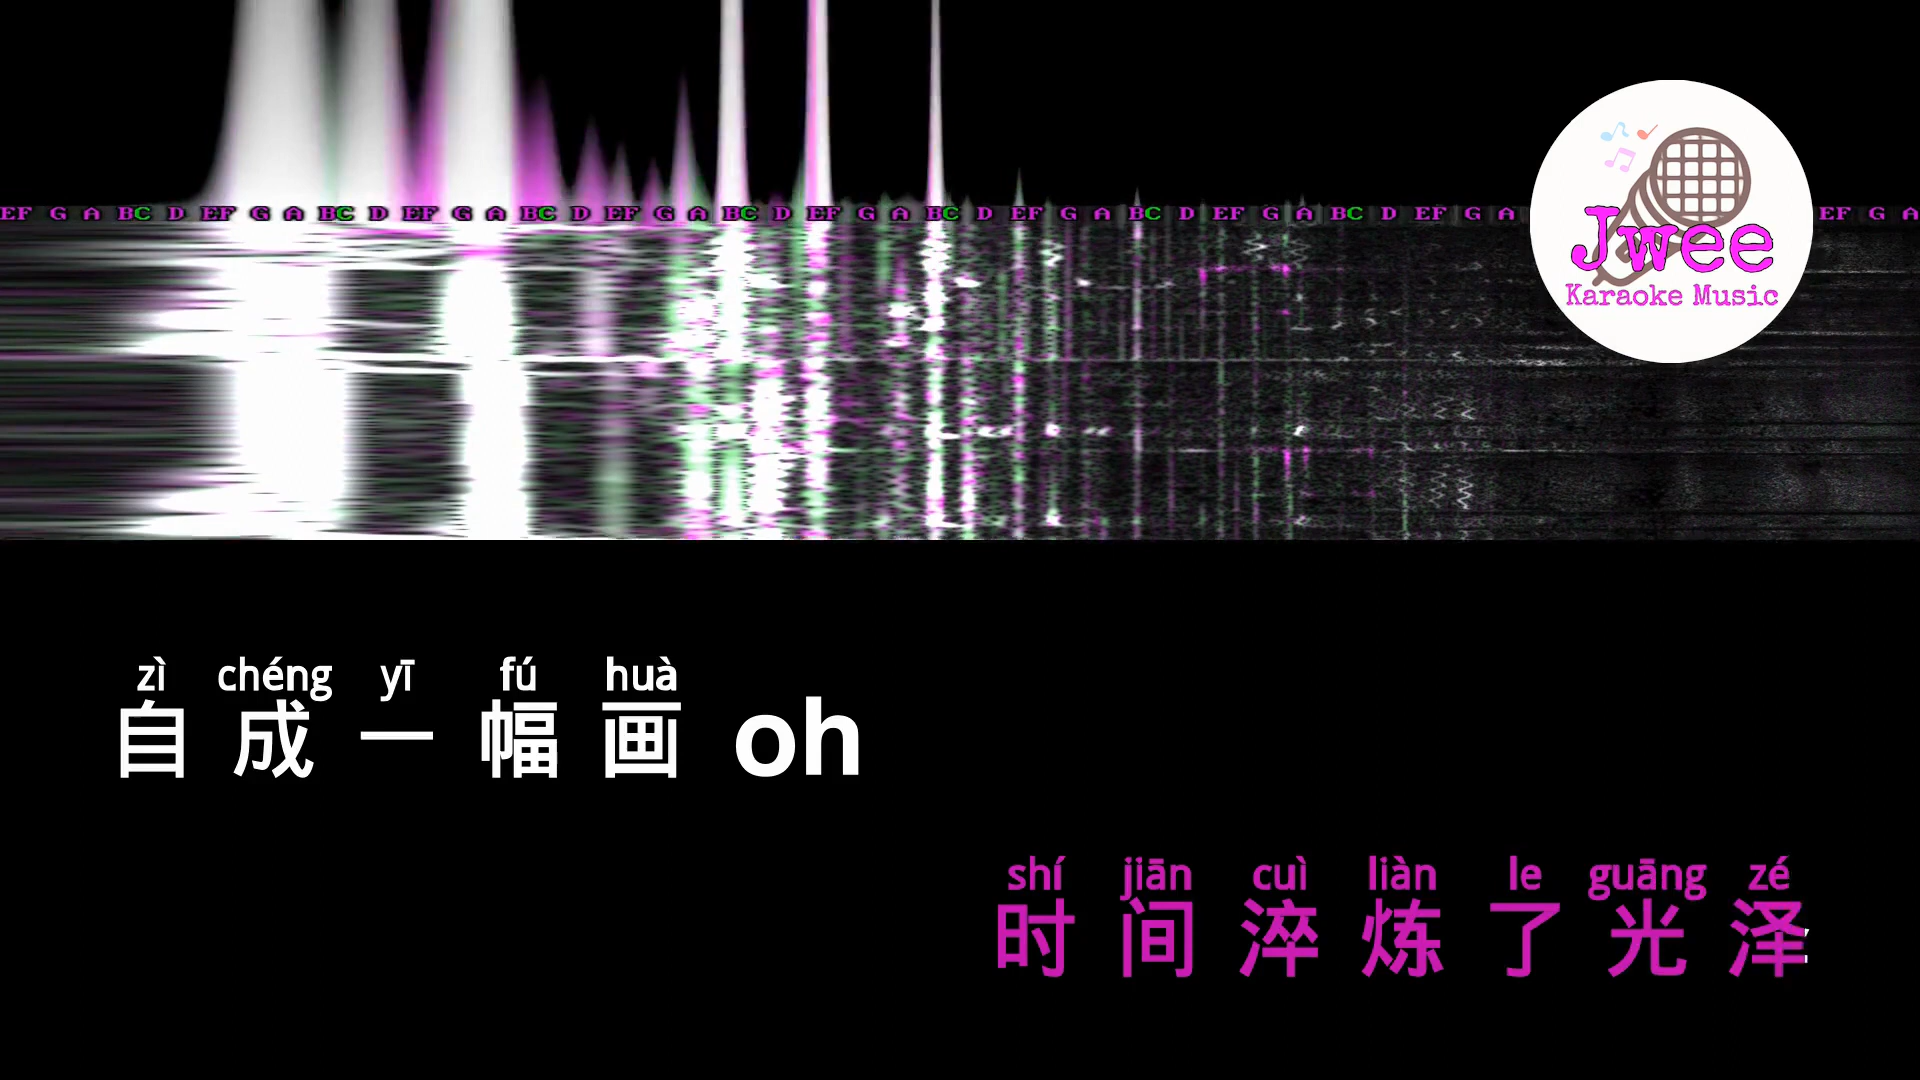 EF G A BC D EF G A BC D EF G A BC D EF G A BC D EF G A BC D EF G A BC D EF G A BC D EF G A EF G A
Jwee
Karaoke Music
zì chéng yī fú huà
自 成 一 幅 画 oh
shí jiān cuì liàn le guāng zé
时 间 淬 炼 了 光 泽